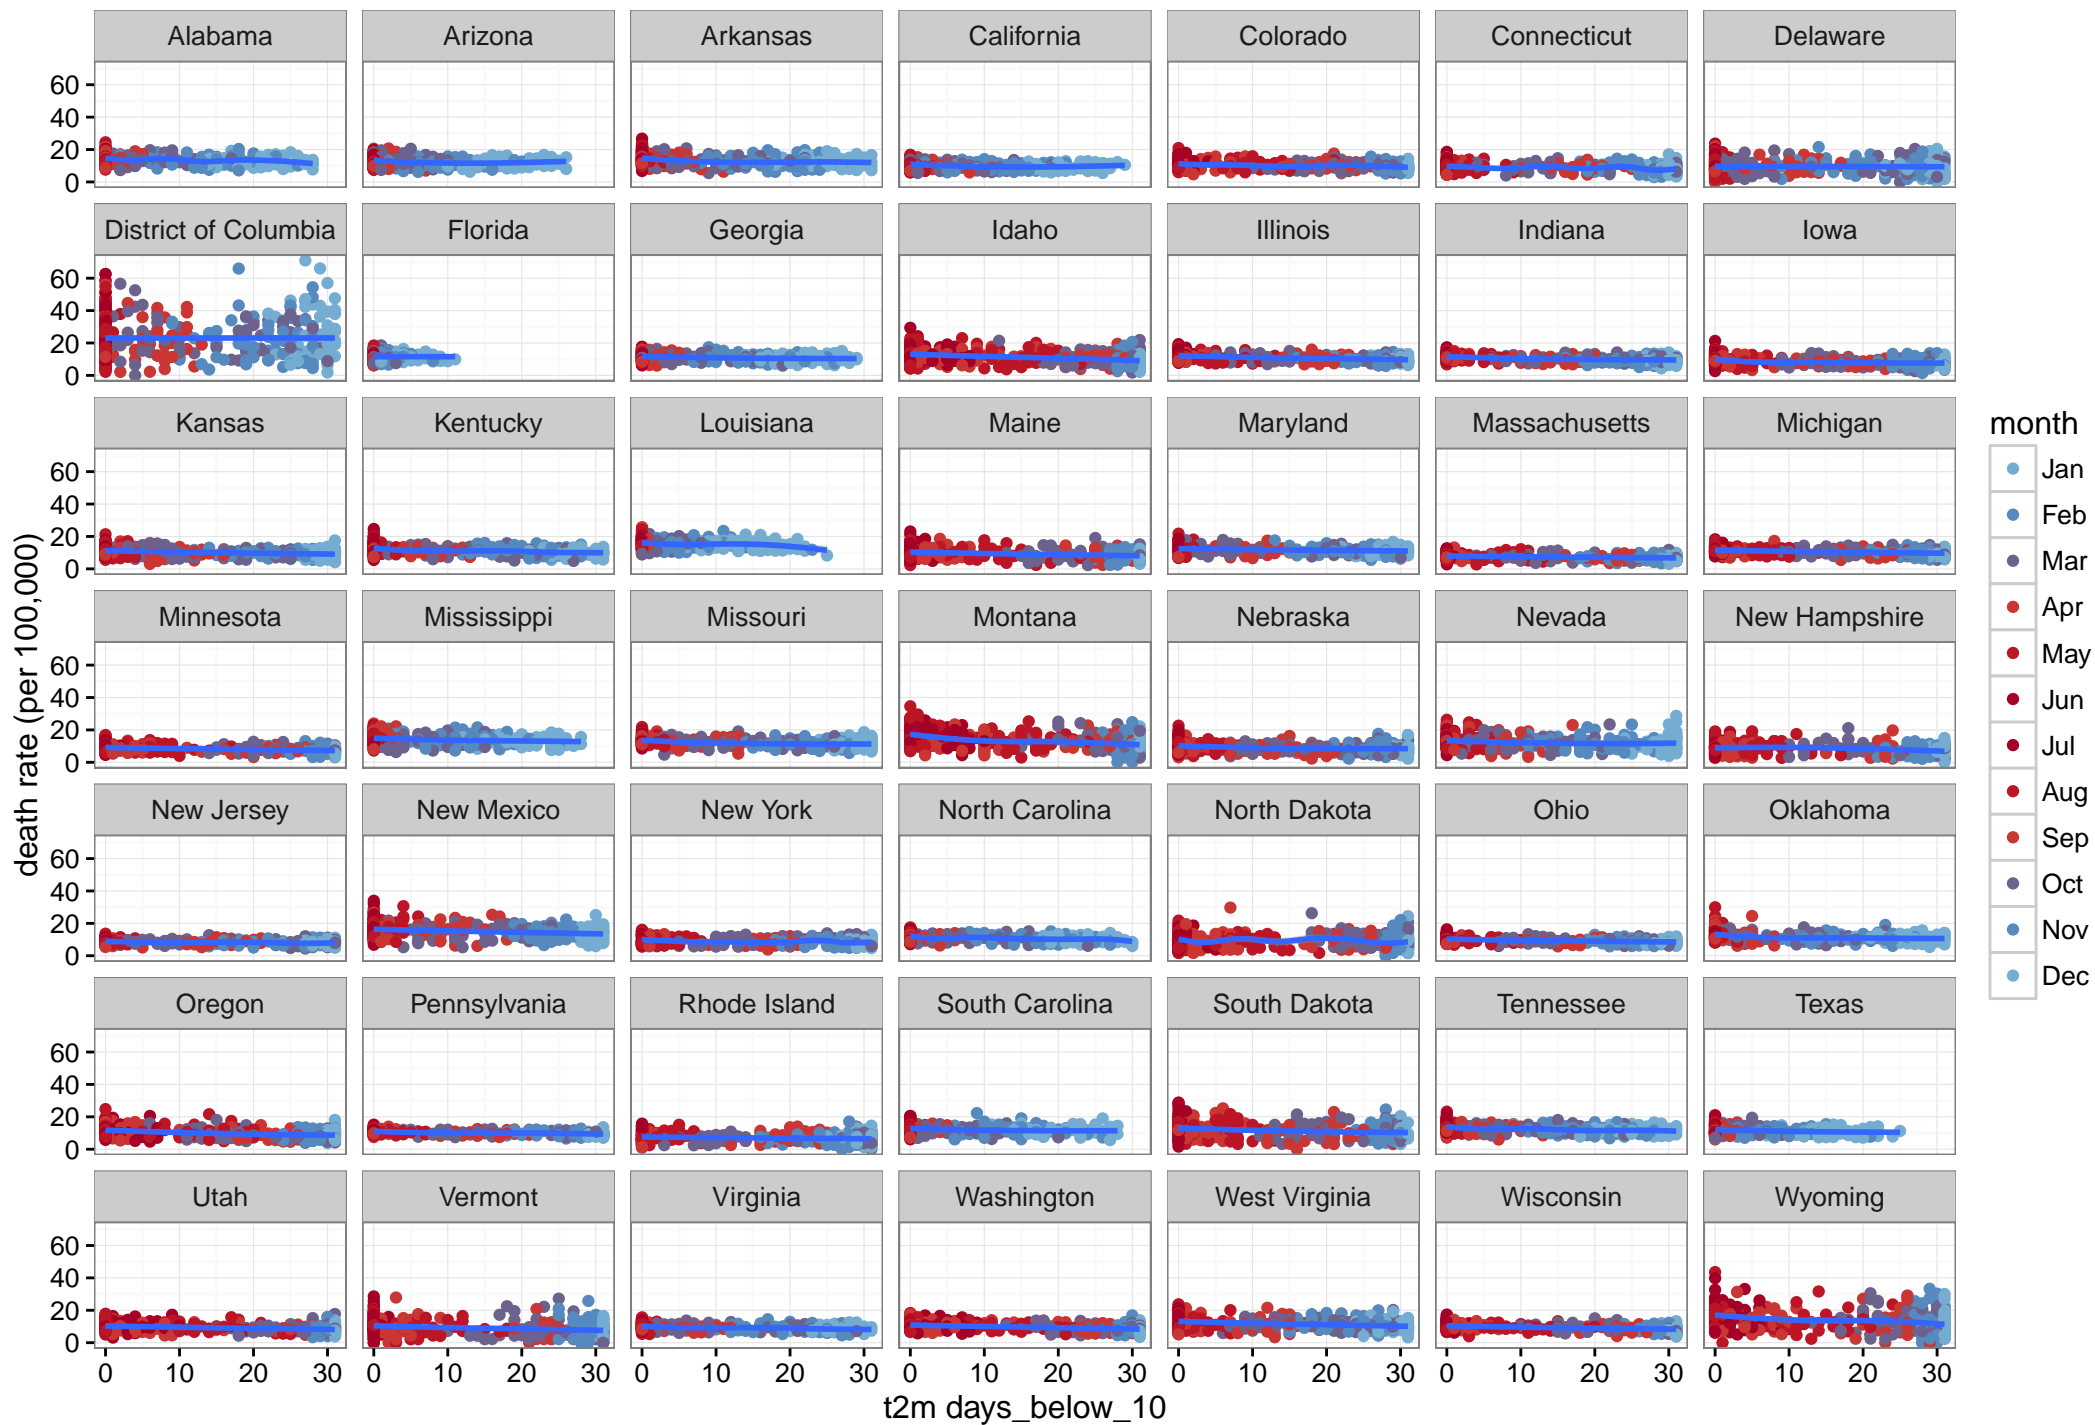 Alabama Arizona Arkansas California Colorado Connecticut Delaware
60
40
20
0
District of Columbia Florida Georgia Idaho Illinois Indiana Iowa
60
40
20
0
Kansas Kentucky Louisiana Maine Maryland Massachusetts Michigan
60
40
20
0
Minnesota Mississippi Missouri Montana Nebraska Nevada New Hampshire
60
40
20
0
New Jersey New Mexico New York North Carolina North Dakota Ohio Oklahoma
60
40
20
0
Oregon Pennsylvania Rhode Island South Carolina South Dakota Tennessee Texas
60
40
20
0
Utah Vermont Virginia Washington West Virginia Wisconsin Wyoming
60
40
20
0
0 10 20 30 0 10 20 30 0 10 20 30 0 10 20 30 0 10 20 30 0 10 20 30 0 10 20 30
t2m days_below_10
death rate (per 100,000)
month
Jan
Feb
Mar
Apr
May
Jun
Jul
Aug
Sep
Oct
Nov
Dec